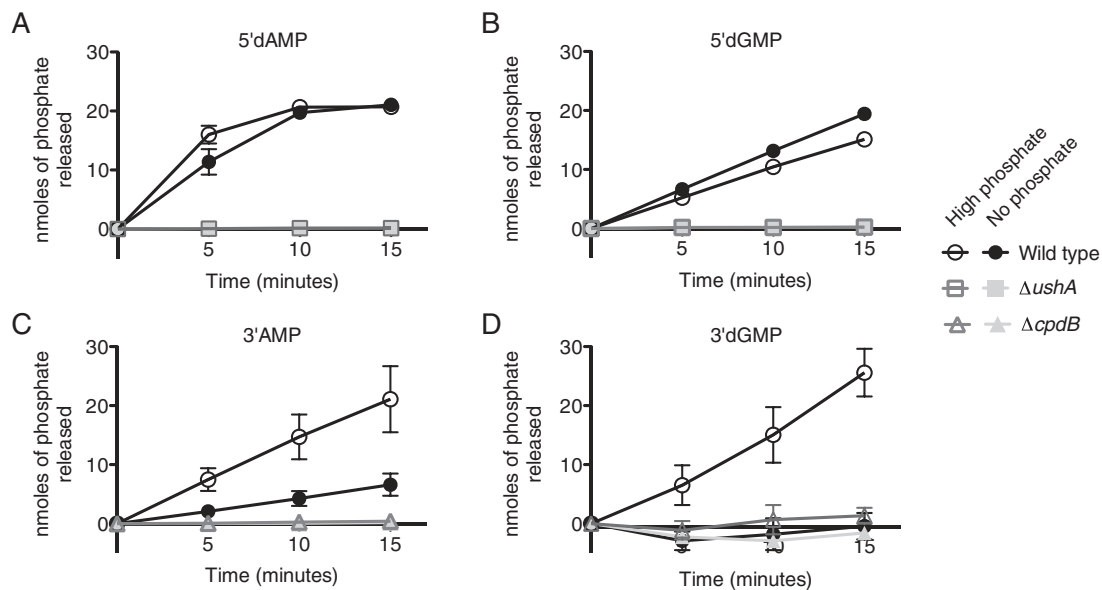 A
5'dAMP
nmoles of phosphate
released
30
20
10
0
5
10
15
Time (minutes)
B
5'dGMP
nmoles of phosphate
released
30
20
10
0
5
10
15
Time (minutes)
High phosphate
No phosphate
Wild type
ΔushA
ΔcpdB
C
3'AMP
nmoles of phosphate
released
30
20
10
0
5
10
15
Time (minutes)
D
3'dGMP
nmoles of phosphate
released
30
20
10
0
5
10
15
Time (minutes)